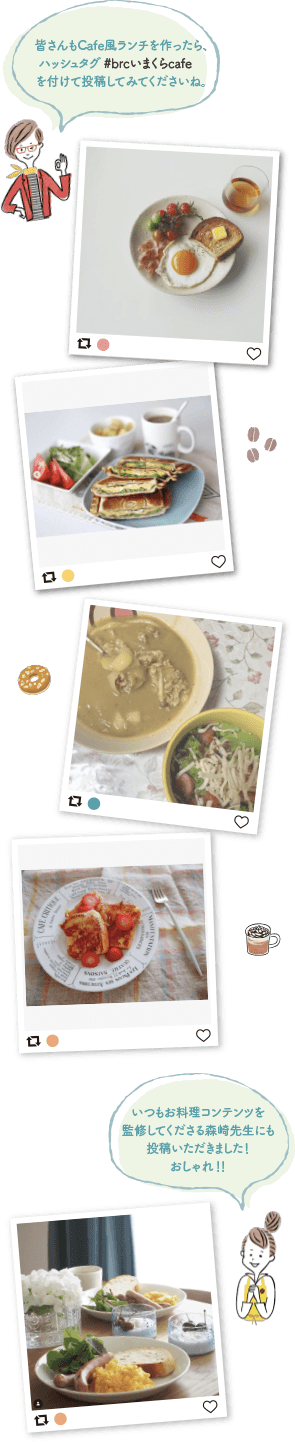 皆さんもCafe風ランチを作ったら、
ハッシュタグ #brcいまくらcafe
を付けて投稿してみてくださいね。
いつもお料理コンテンツを
監修してくださる森崎先生にも
投稿いただきました!
おしゃれ!!